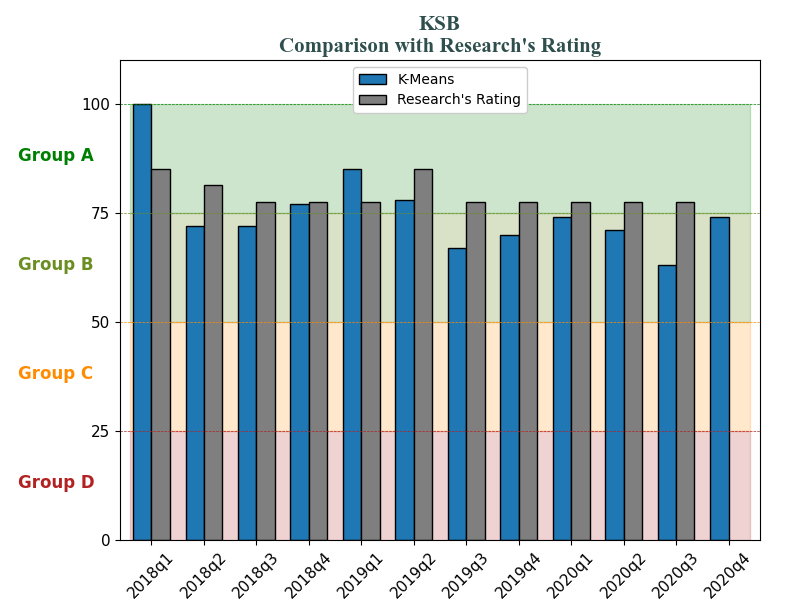 KSB
Comparison with Research's Rating
K-Means
Research's Rating
100
Group A
75
Group B
50
Group C
25
Group D
0
2018q1
2018q2
2018q3
2018q4
2019q1
2019q2
2019q3
2019q4
2020q1
2020q2
2020q3
2020q4